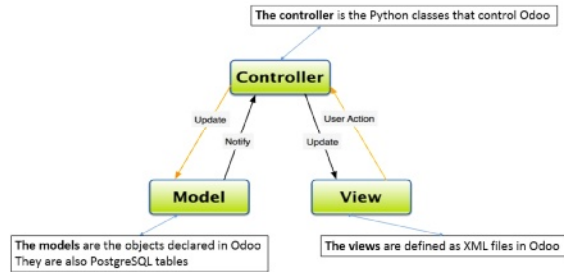 The controller is the Python classes that control Odoo
Controller
Update
User Action
Notify
Update
Model
View
The models are the objects declared in Odoo
They are also PostgreSQL tables
The views are defined as XML files in Odoo